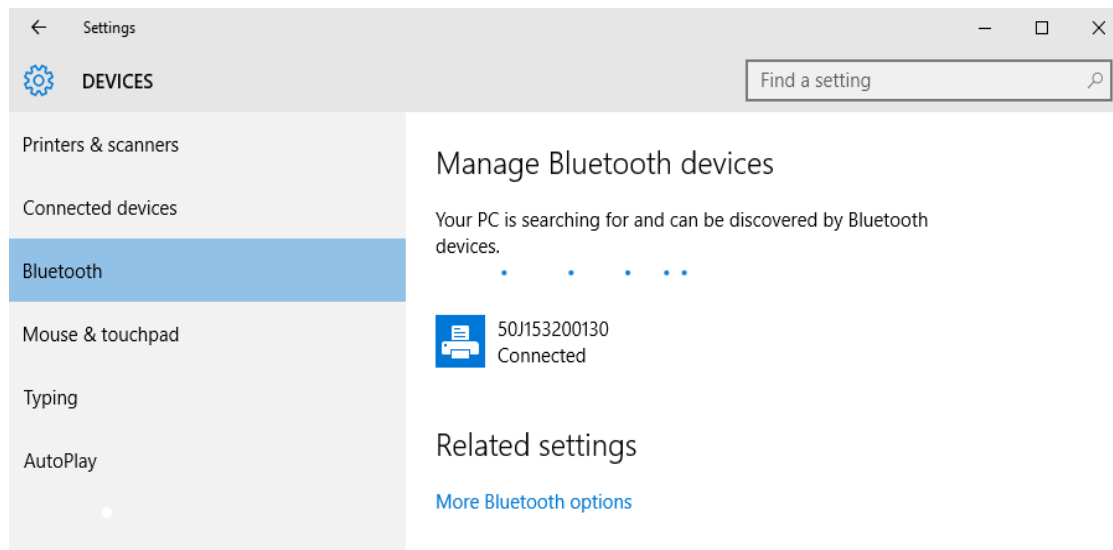 Settings
DEVICES
Find a setting
Printers & scanners
Connected devices
Bluetooth
Mouse & touchpad
Typing
AutoPlay
Manage Bluetooth devices
Your PC is searching for and can be discovered by Bluetooth
devices.
50J153200130
Connected
Related settings
More Bluetooth options